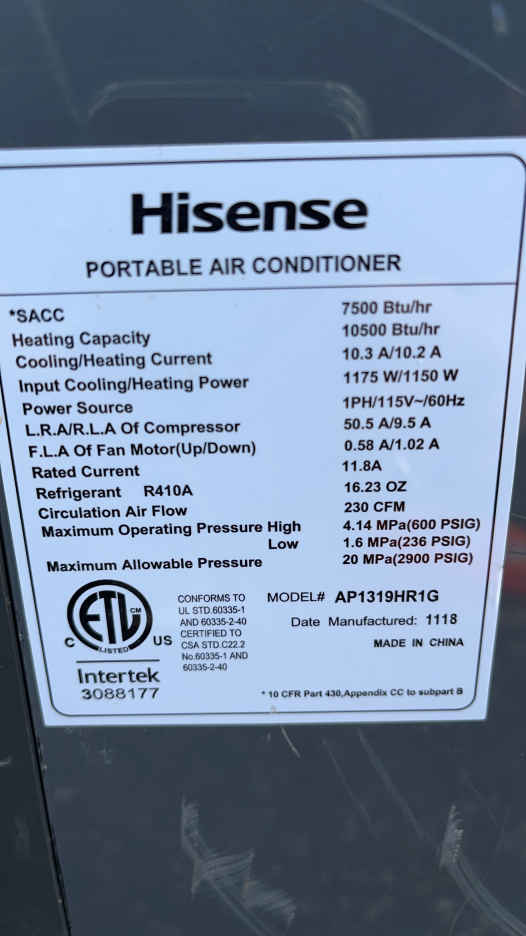 Hisense
PORTABLE AIR CONDITIONER
*SACC 7500 Btu/hr
Heating Capacity 10500 Btu/hr
Cooling/Heating Current 10.3 A/10.2 A
Input Cooling/Heating Power 1175 W/1150 W
Power Source 1PH/115V~/60Hz
L.R.A/R.L.A Of Compressor 50.5 A/9.5 A
F.L.A Of Fan Motor(Up/Down) 0.58 A/1.02 A
Rated Current 11.8A
Refrigerant R410A 16.23 OZ
Circulation Air Flow 230 CFM
Maximum Operating Pressure High 4.14 MPa(600 PSIG)
Low 1.6 MPa(236 PSIG)
Maximum Allowable Pressure 20 MPa(2900 PSIG)
ETL CM
LISTED
C US
Intertek
3088177
CONFORMS TO
UL STD.60335-1
AND 60335-2-40
CERTIFIED TO
CSA STD.C22.2
No.60335-1 AND
60335-2-40
MODEL# AP1319HR1G
Date Manufactured: 1118
MADE IN CHINA
* 10 CFR Part 430,Appendix CC to subpart B